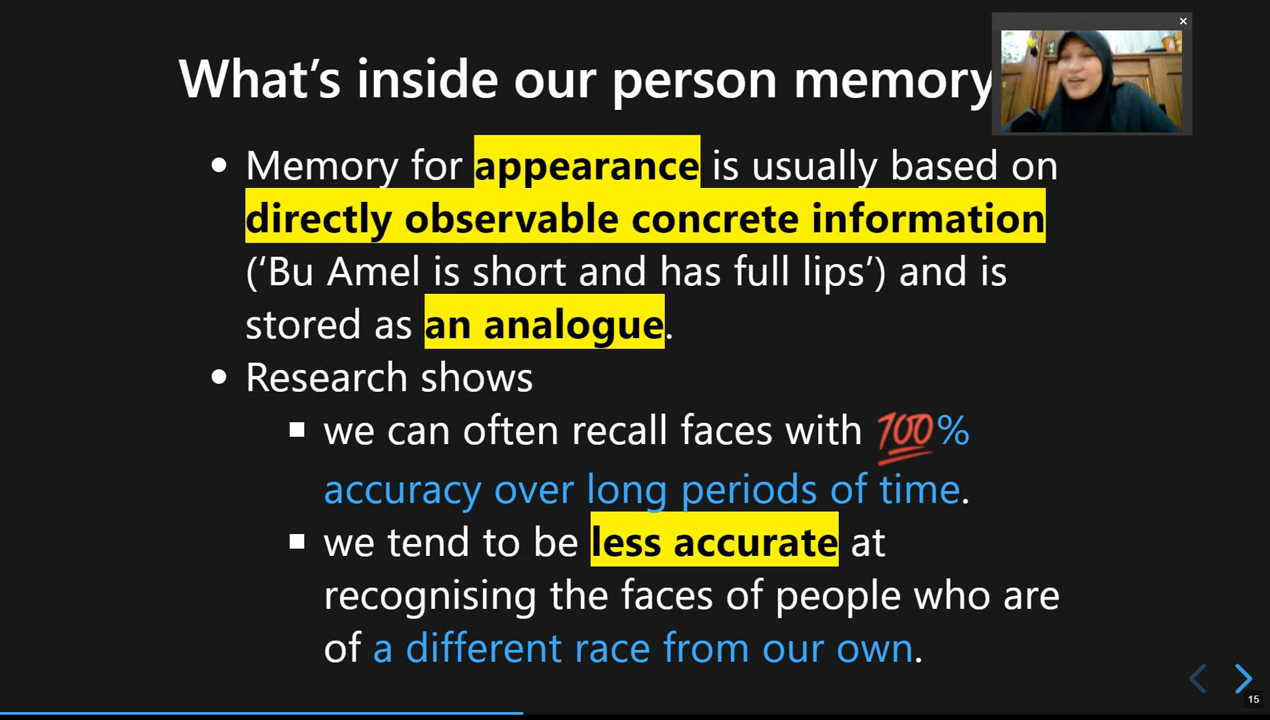 What's inside our person memory
• Memory for appearance is usually based on
directly observable concrete information
(‘Bu Amel is short and has full lips’) and is
stored as an analogue.
• Research shows
▪ we can often recall faces with 💯%
accuracy over long periods of time.
▪ we tend to be less accurate at
recognising the faces of people who are
of a different race from our own.
15